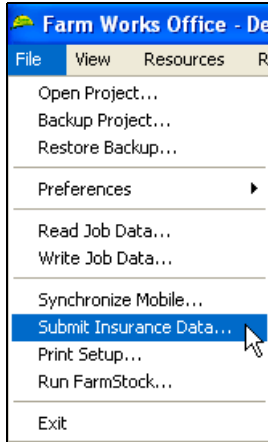 Farm Works Office - De
File View Resources R
Open Project...
Backup Project...
Restore Backup...
Preferences
Read Job Data...
Write Job Data...
Synchronize Mobile...
Submit Insurance Data...
Print Setup...
Run FarmStock...
Exit